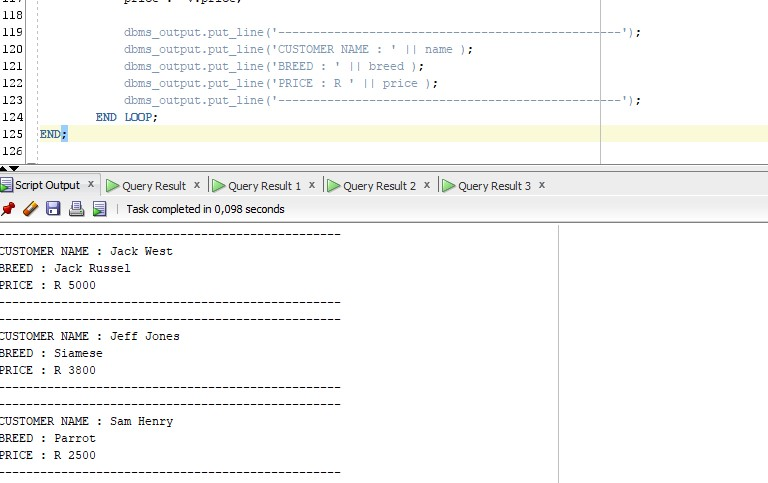 118
119 dbms_output.put_line('--------------------------------------------------');
120 dbms_output.put_line('CUSTOMER NAME : ' || name );
121 dbms_output.put_line('BREED : ' || breed );
122 dbms_output.put_line('PRICE : R ' || price );
123 dbms_output.put_line('--------------------------------------------------');
124 END LOOP;
125 END;
126
Script Output x Query Result x Query Result 1 x Query Result 2 x Query Result 3 x
Task completed in 0,098 seconds
--------------------------------------------------
CUSTOMER NAME : Jack West
BREED : Jack Russel
PRICE : R 5000
--------------------------------------------------
--------------------------------------------------
CUSTOMER NAME : Jeff Jones
BREED : Siamese
PRICE : R 3800
--------------------------------------------------
--------------------------------------------------
CUSTOMER NAME : Sam Henry
BREED : Parrot
PRICE : R 2500
--------------------------------------------------